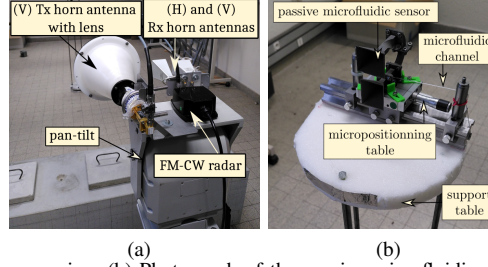 (V) Tx horn antenna
with lens
(H) and (V)
Rx horn antennas
pan-tilt
FM-CW radar
(a)
passive microfluidic sensor
microfluidic
channel
micropositionning
table
support
table
(b)